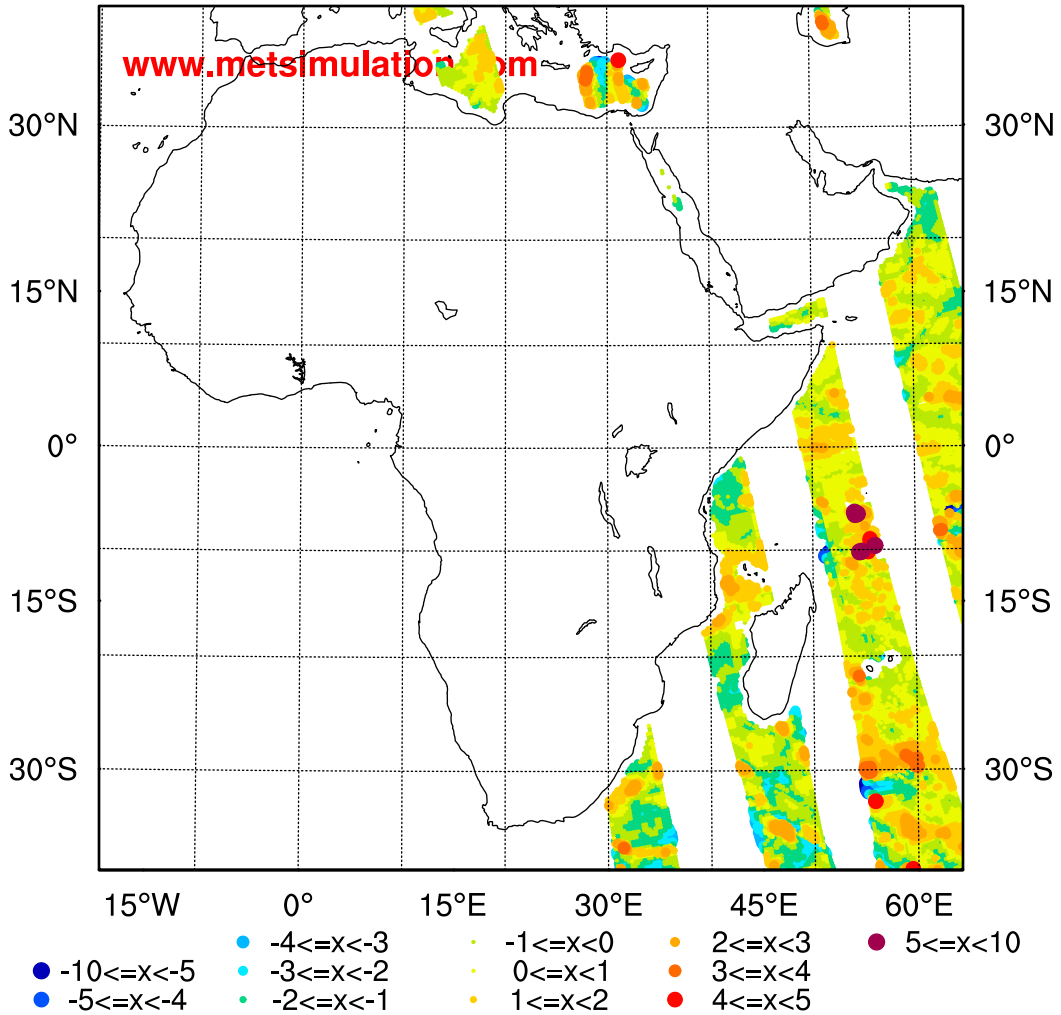 www.metsimulation.com
30°N 30°N
15°N 15°N
0° 0°
15°S 15°S
30°S 30°S
15°W 0° 15°E 30°E 45°E 60°E
-4<=x<-3 -1<=x<0 2<=x<3 5<=x<10
-10<=x<-5 -3<=x<-2 0<=x<1 3<=x<4
-5<=x<-4 -2<=x<-1 1<=x<2 4<=x<5